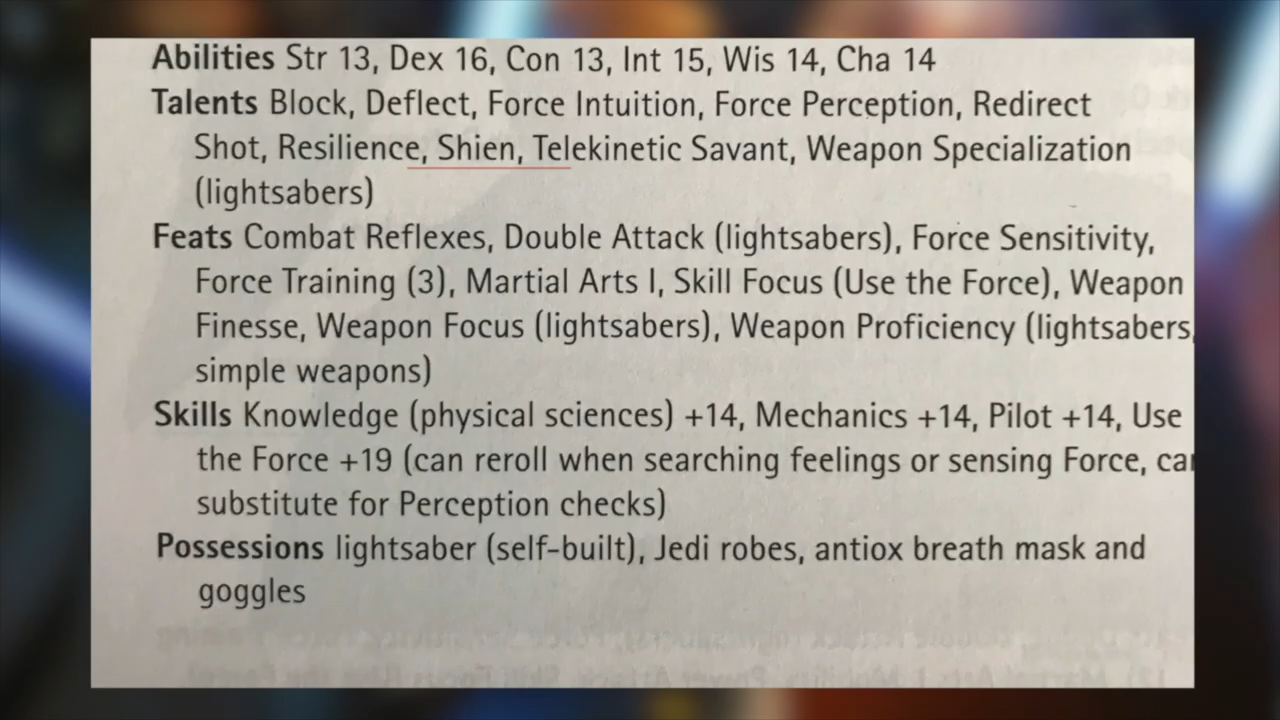 Abilities Str 13, Dex 16, Con 13, Int 15, Wis 14, Cha 14
Talents Block, Deflect, Force Intuition, Force Perception, Redirect
Shot, Resilience, Shien, Telekinetic Savant, Weapon Specialization
(lightsabers)
Feats Combat Reflexes, Double Attack (lightsabers), Force Sensitivity,
Force Training (3), Martial Arts I, Skill Focus (Use the Force), Weapon
Finesse, Weapon Focus (lightsabers), Weapon Proficiency (lightsabers,
simple weapons)
Skills Knowledge (physical sciences) +14, Mechanics +14, Pilot +14, Use
the Force +19 (can reroll when searching feelings or sensing Force,
substitute for Perception checks)
Possessions lightsaber (self-built), Jedi robes, antiox breath mask and
goggles